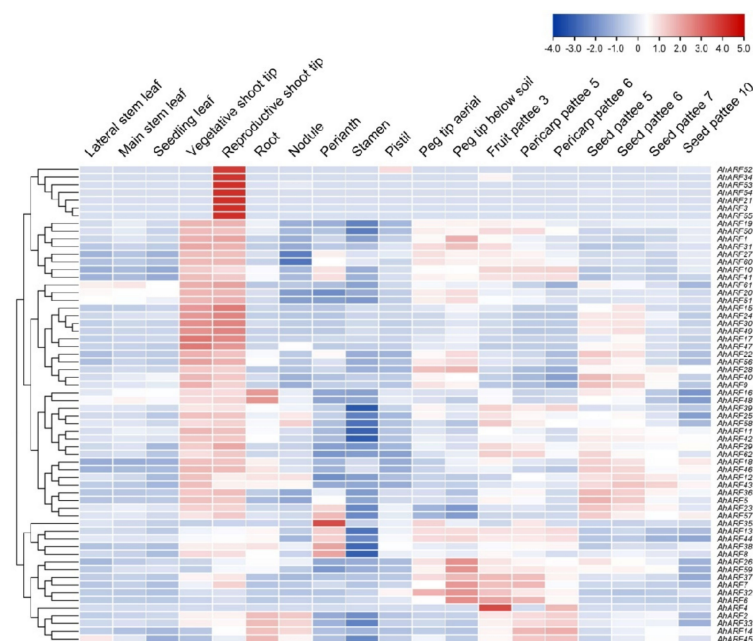 -4.0 -3.0 -2.0 -1.0 0.0 1.0 2.0 3.0 4.0 5.0
Lateral stem leaf
Main stem leaf
Seedling leaf
Vegetative shoot tip
Reproductive shoot tip
Root
Nodule
Perianth
Stamen
Pistil
Peg tip aerial
Peg tip below soil
Fruit pattee 3
Pericarp pattee 5
Pericarp pattee 6
Seed pattee 5
Seed pattee 6
Seed pattee 7
Seed pattee 10
AhARF52
AhARF34
AhARF53
AhARF54
AhARF21
AhARF3
AhARF55
AhARF19
AhARF50
AhARF1
AhARF31
AhARF27
AhARF60
AhARF10
AhARF41
AhARF61
AhARF20
AhARF51
AhARF15
AhARF24
AhARF30
AhARF49
AhARF17
AhARF47
AhARF22
AhARF56
AhARF28
AhARF40
AhARF9
AhARF16
AhARF48
AhARF39
AhARF25
AhARF58
AhARF11
AhARF42
AhARF29
AhARF62
AhARF18
AhARF46
AhARF12
AhARF43
AhARF36
AhARF5
AhARF23
AhARF57
AhARF35
AhARF13
AhARF44
AhARF38
AhARF8
AhARF26
AhARF59
AhARF37
AhARF7
AhARF32
AhARF6
AhARF4
AhARF2
AhARF14
AhARF45